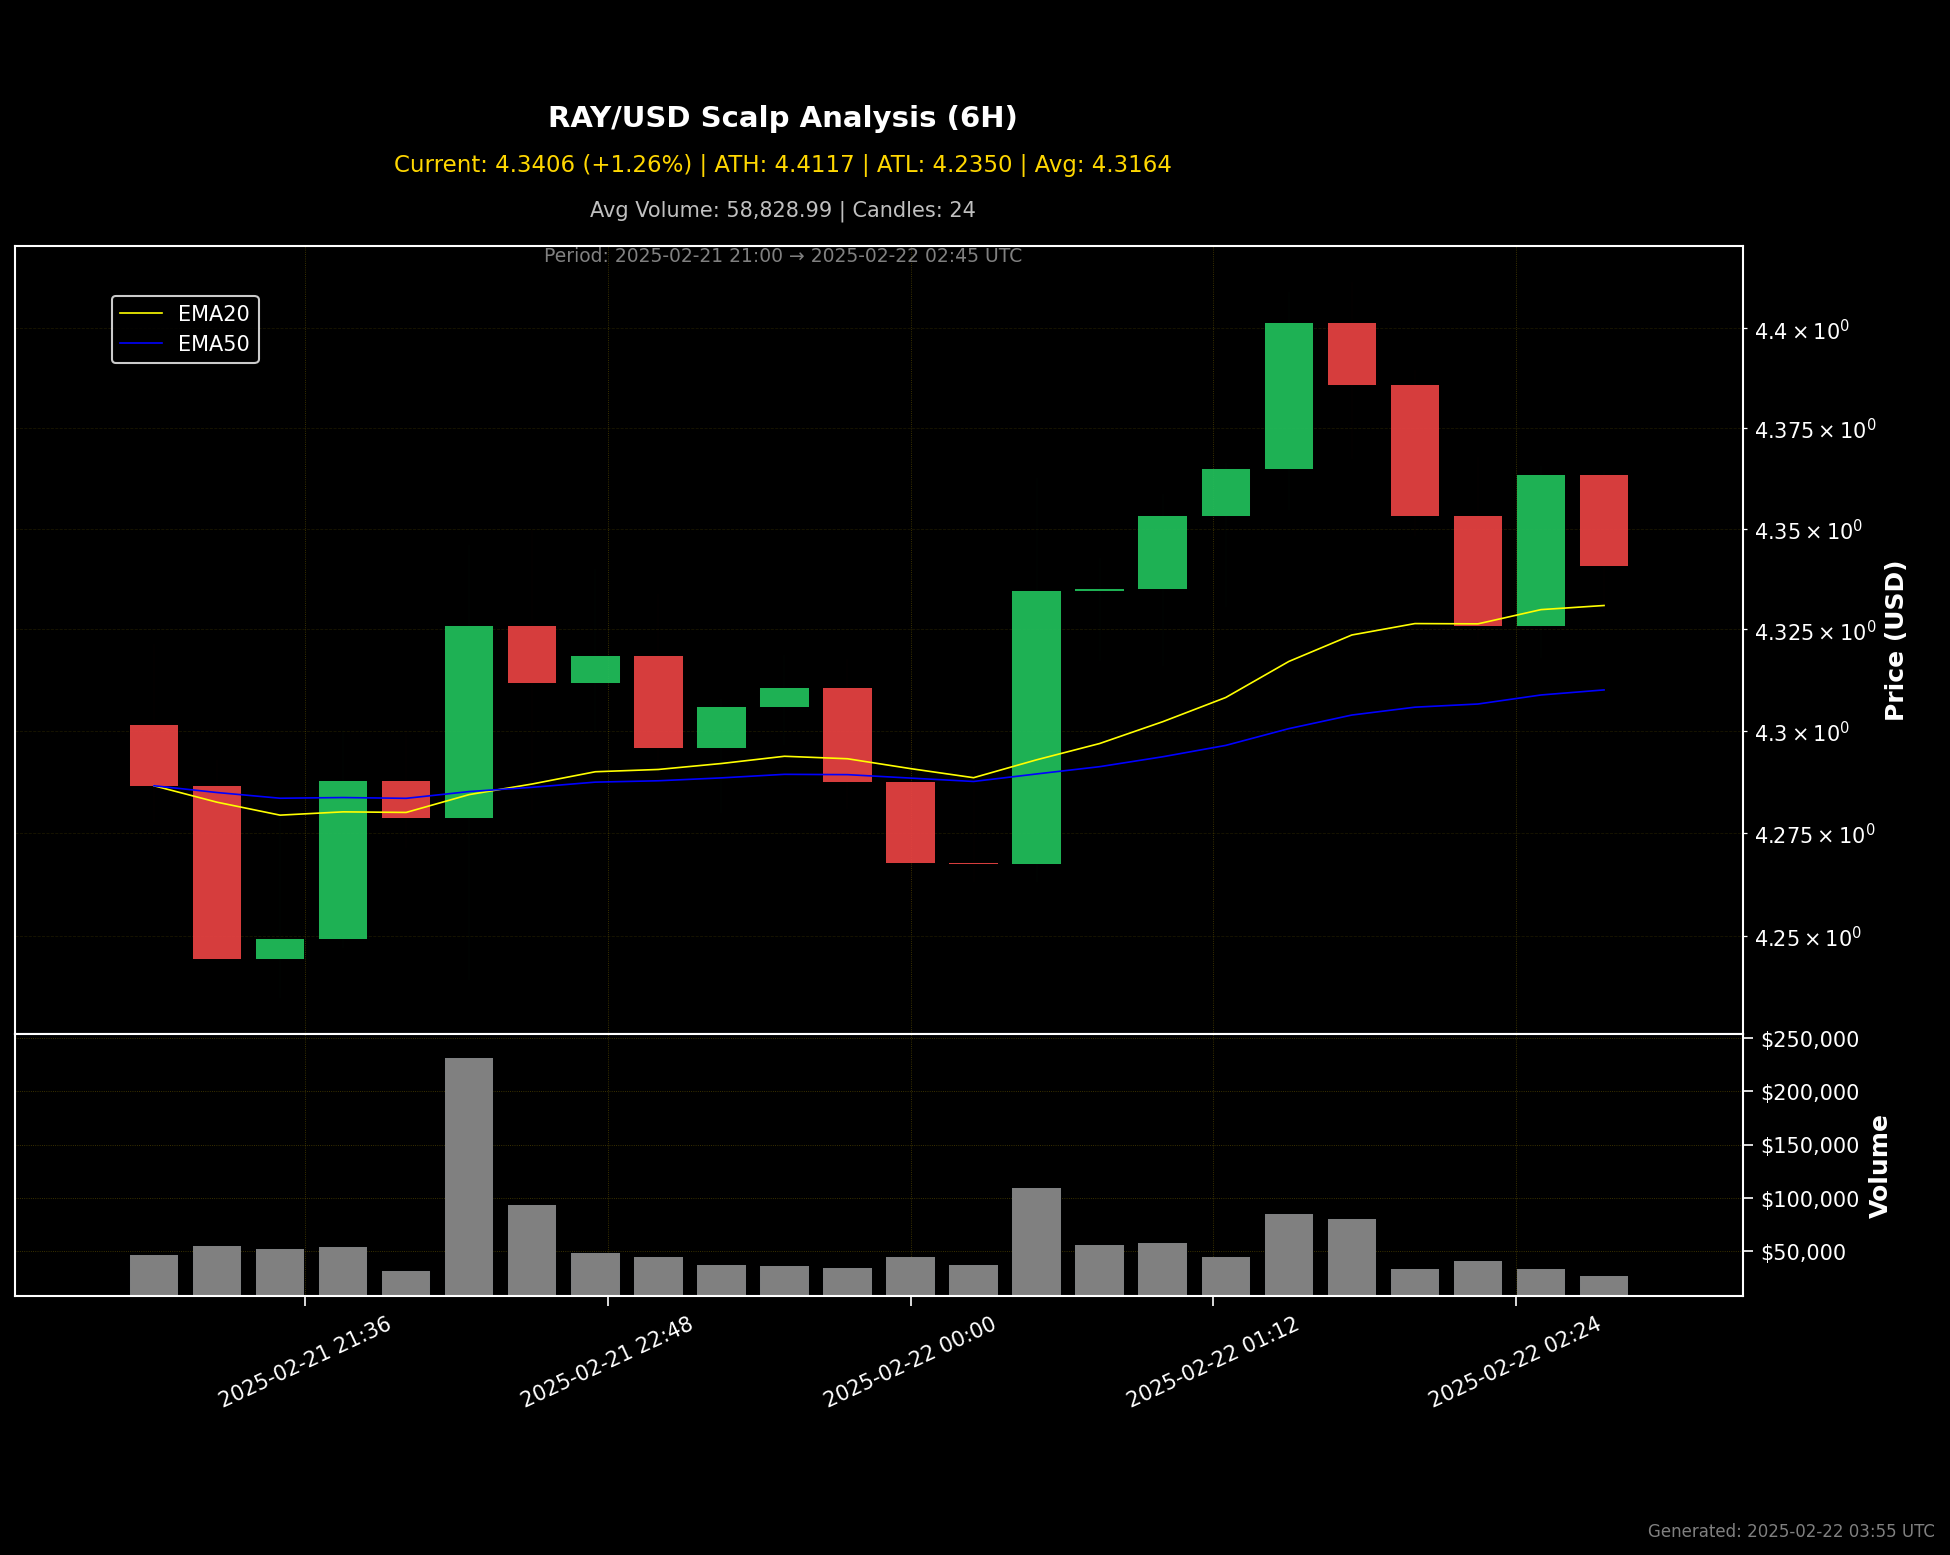 RAY/USD Scalp Analysis (6H)
Current: 4.3406 (+1.26%) | ATH: 4.4117 | ATL: 4.2350 | Avg: 4.3164
Avg Volume: 58,828.99 | Candles: 24
Period: 2025-02-21 21:00 → 2025-02-22 02:45 UTC
EMA20
EMA50
4.4 × 10⁰
4.375 × 10⁰
4.35 × 10⁰
4.325 × 10⁰
4.3 × 10⁰
4.275 × 10⁰
4.25 × 10⁰
Price (USD)
$250,000
$200,000
$150,000
$100,000
$50,000
Volume
2025-02-21 21:36
2025-02-21 22:48
2025-02-22 00:00
2025-02-22 01:12
2025-02-22 02:24
Generated: 2025-02-22 03:55 UTC